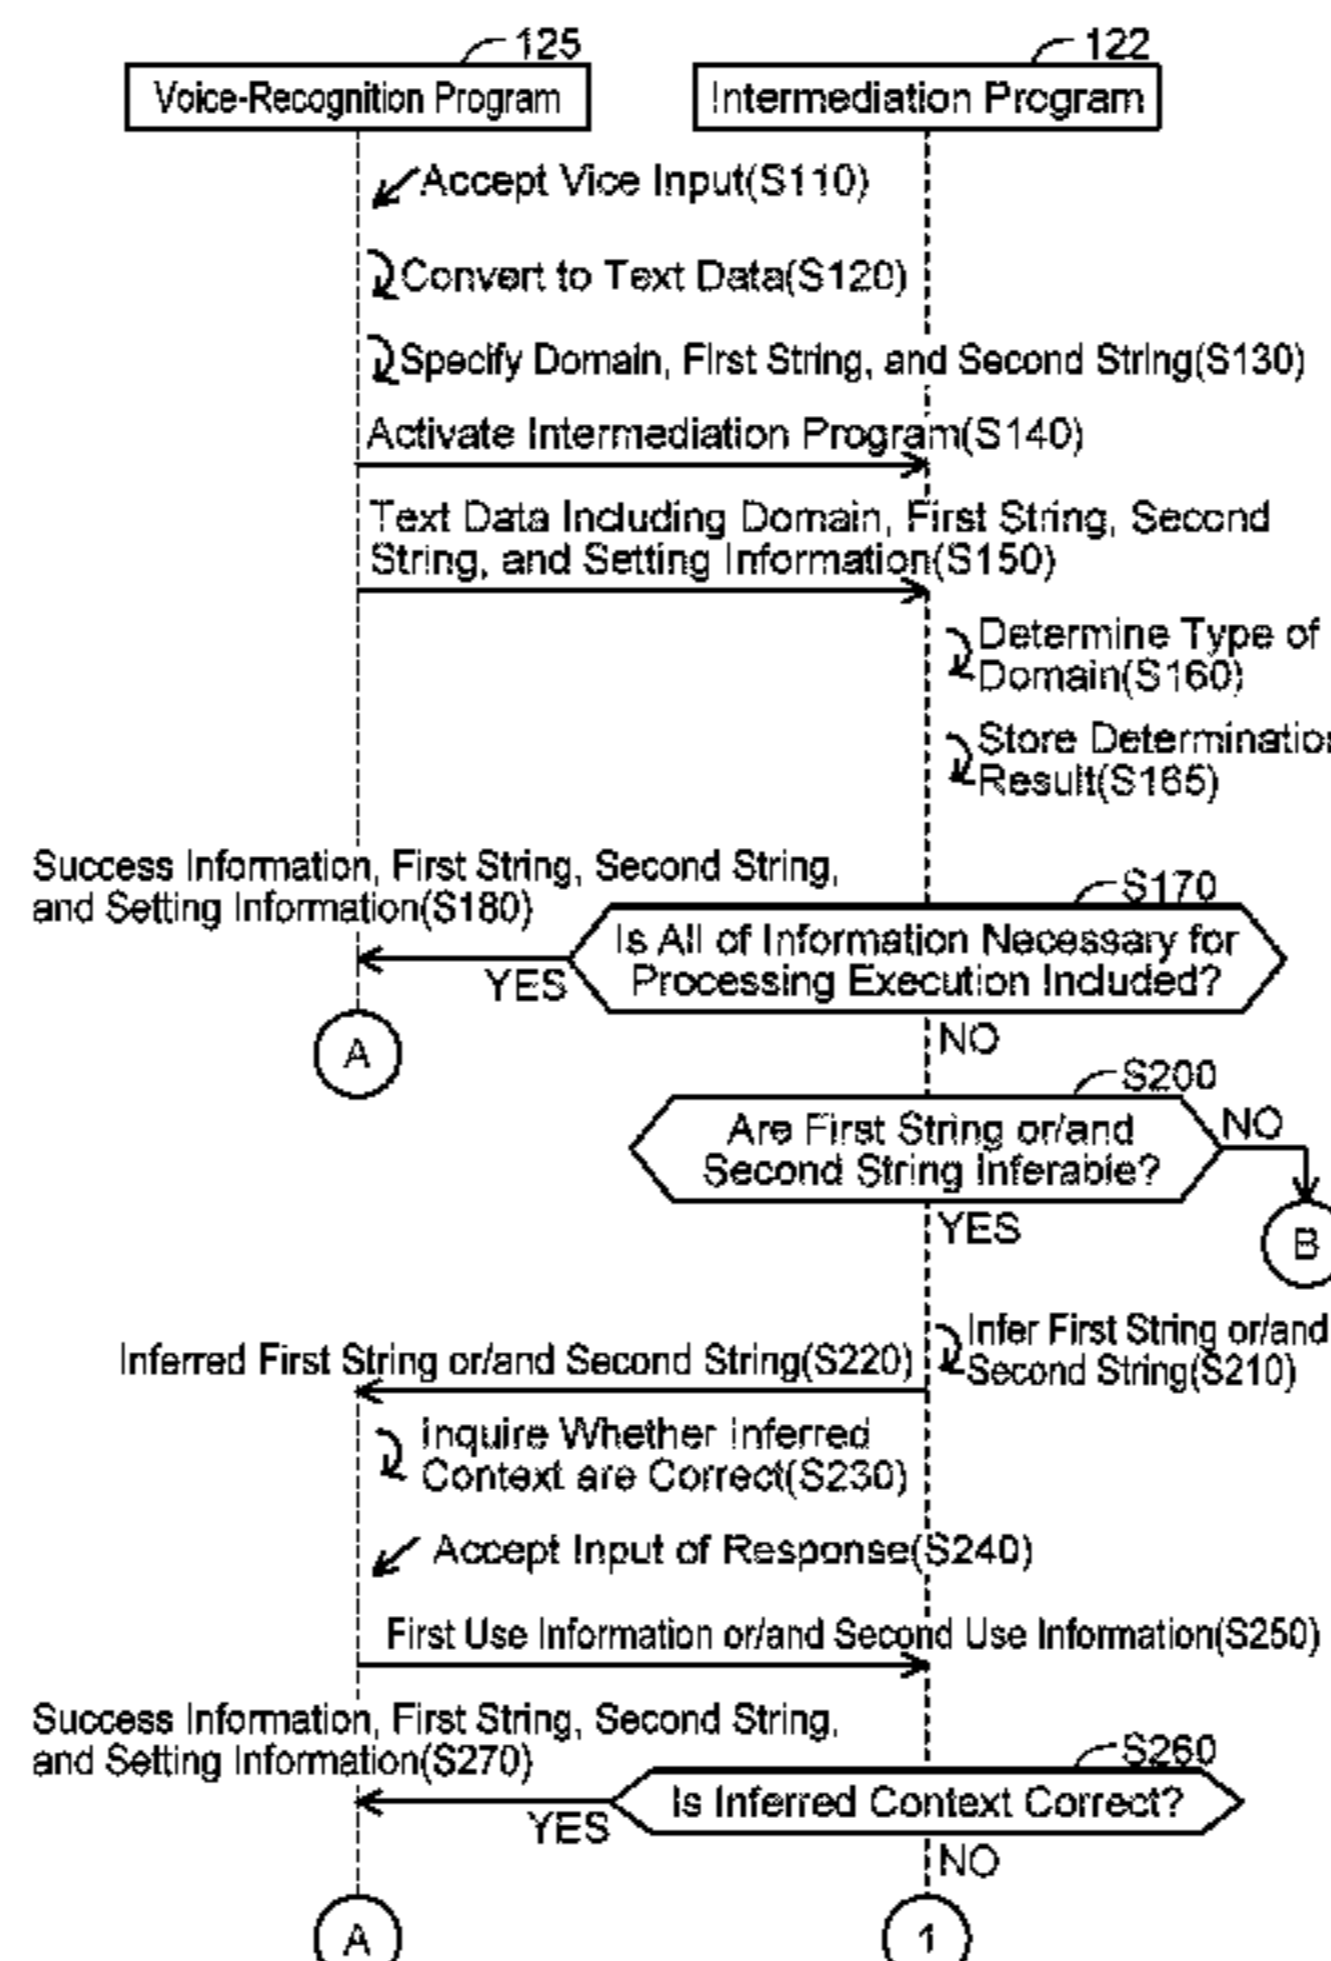 125
122
Voice-Recognition Program
Intermediation Program
Accept Vice Input(S110)
Convert to Text Data(S120)
Specify Domain, First String, and Second String(S130)
Activate Intermediation Program(S140)
Text Data Including Domain, First String, Second
String, and Setting Information(S150)
Determine Type of
Domain(S160)
Store Determination
Result(S165)
Success Information, First String, Second String,
and Setting Information(S180)
S170
Is All of Information Necessary for
Processing Execution Included?
YES
NO
A
S200
Are First String or/and
Second String Inferable?
NO
YES
B
Infer First String or/and
Second String(S210)
Inferred First String or/and Second String(S220)
Inquire Whether Inferred
Context are Correct(S230)
Accept Input of Response(S240)
First Use Information or/and Second Use Information(S250)
Success Information, First String, Second String,
and Setting Information(S270)
S260
Is Inferred Context Correct?
YES
NO
A
1